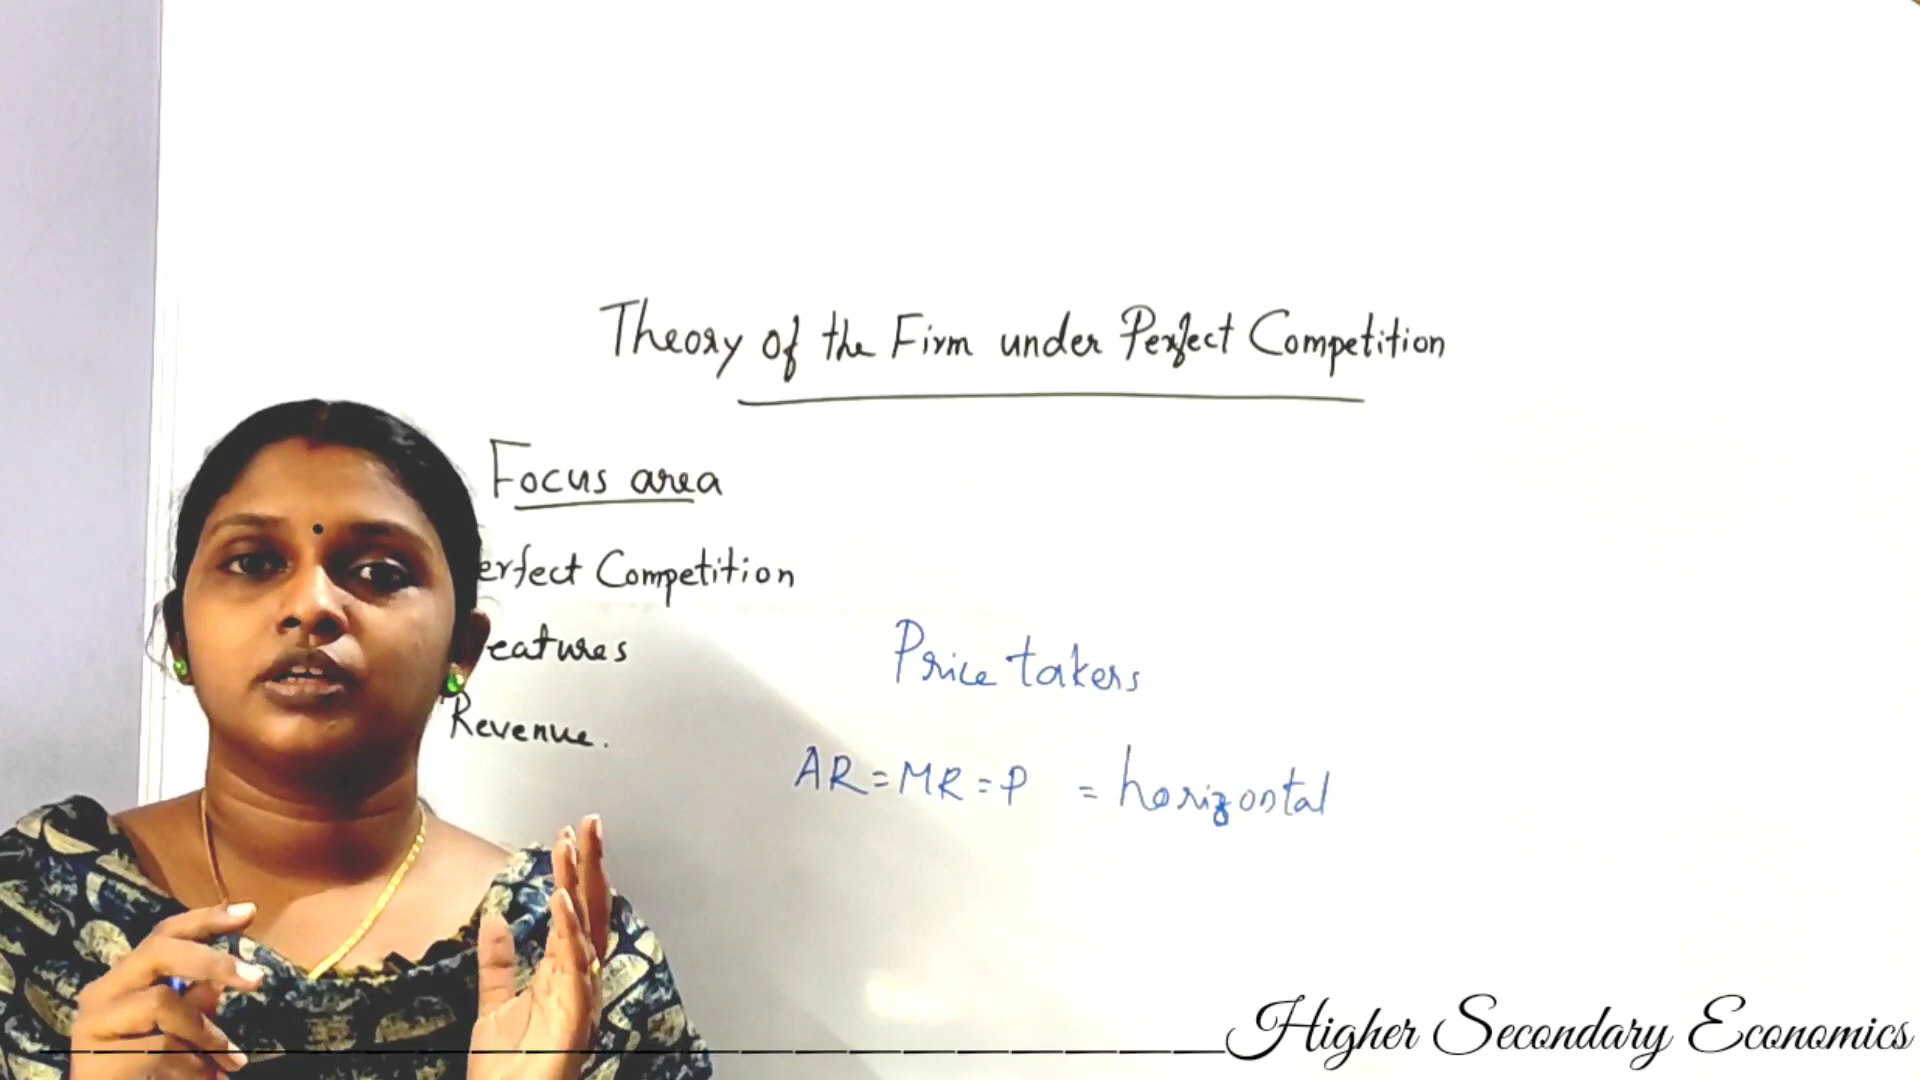 Theory of the Firm under Perfect Competition
Focus area
erfect Competition
eatures
Revenue.
Price takers
AR = MR = P = horizontal
Higher Secondary Economics